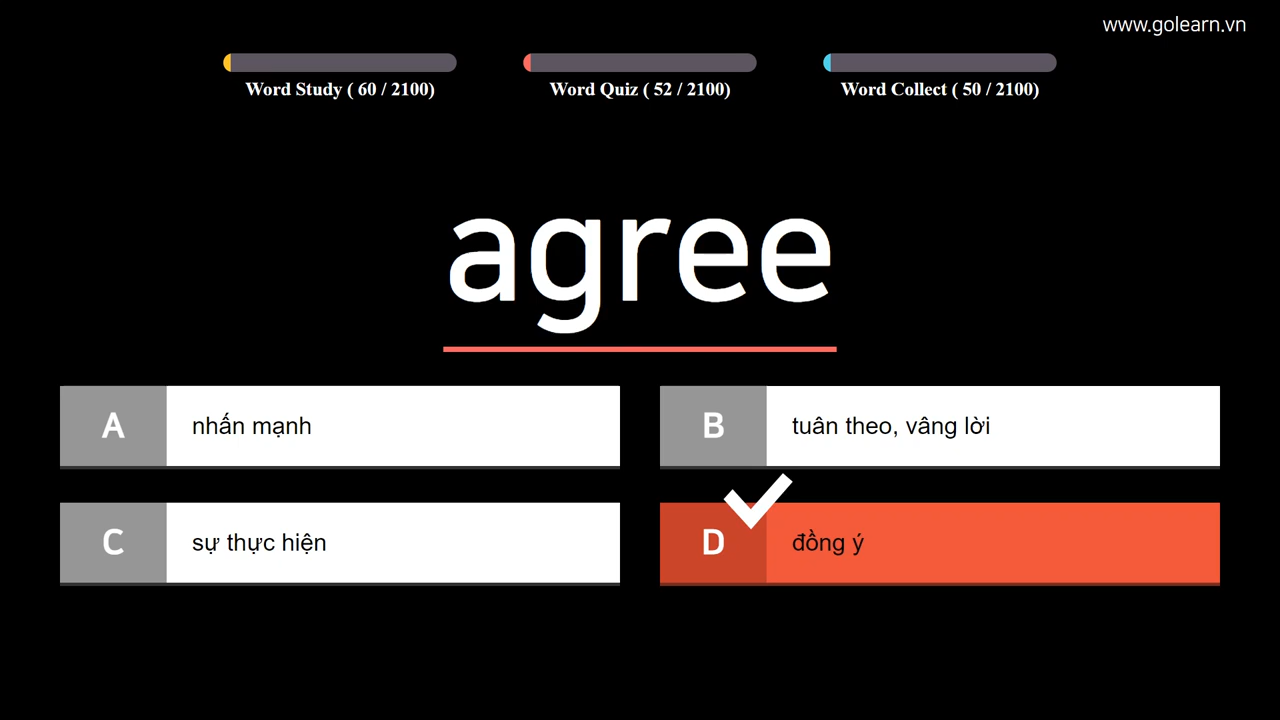 www.golearn.vn
Word Study ( 60 / 2100)
Word Quiz ( 52 / 2100)
Word Collect ( 50 / 2100)
agree
A nhấn mạnh
B tuân theo, vâng lời
C sự thực hiện
D đồng ý